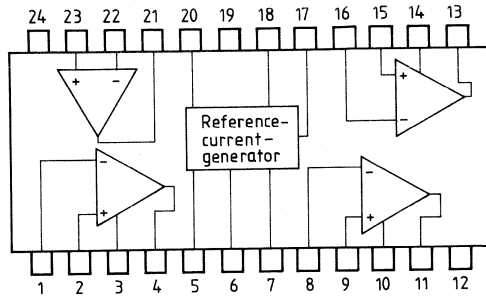 24 23 22 21 20 19 18 17 16 15 14 13
+ − + −
Reference-
current-
generator
− + − +
1 2 3 4 5 6 7 8 9 10 11 12